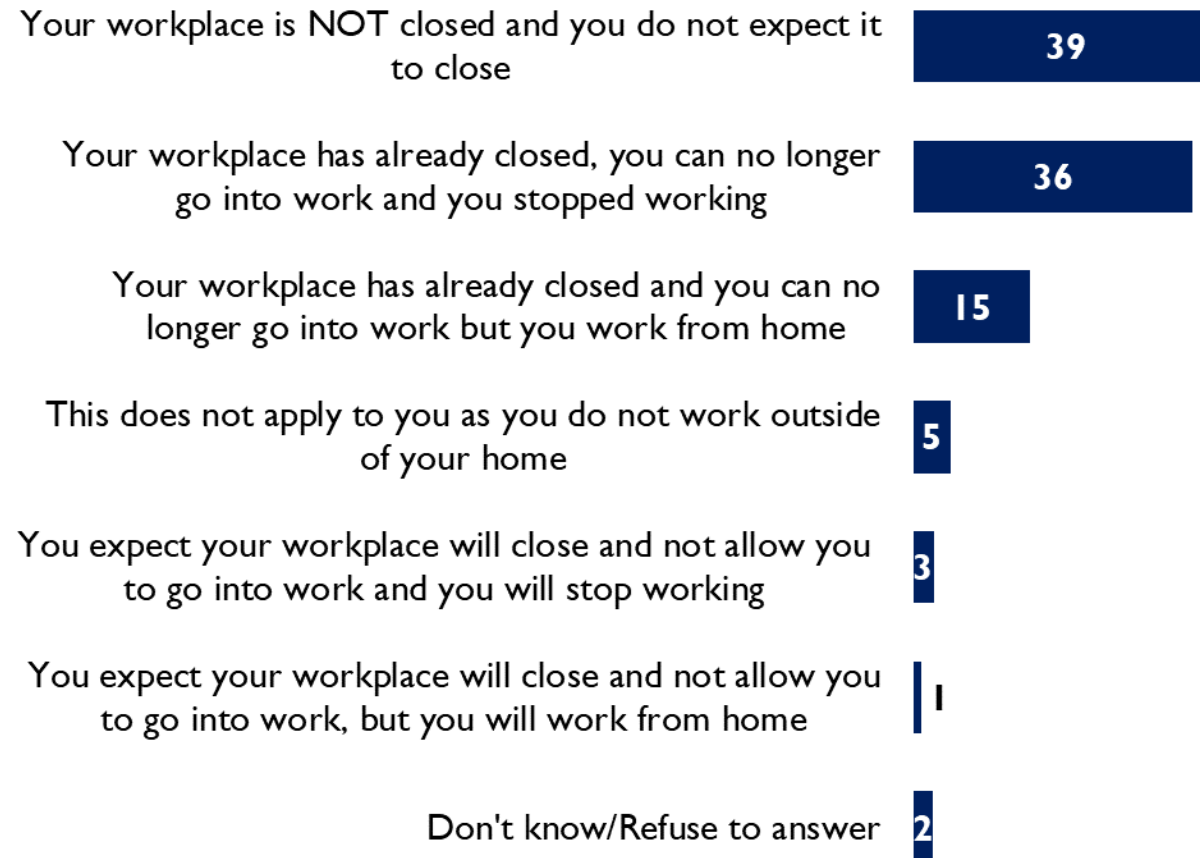 Your workplace is NOT closed and you do not expect it
to close
39
Your workplace has already closed, you can no longer
go into work and you stopped working
36
Your workplace has already closed and you can no
longer go into work but you work from home
15
This does not apply to you as you do not work outside
of your home
5
You expect your workplace will close and not allow you
to go into work and you will stop working
3
You expect your workplace will close and not allow you
to go into work, but you will work from home
1
Don't know/Refuse to answer
2